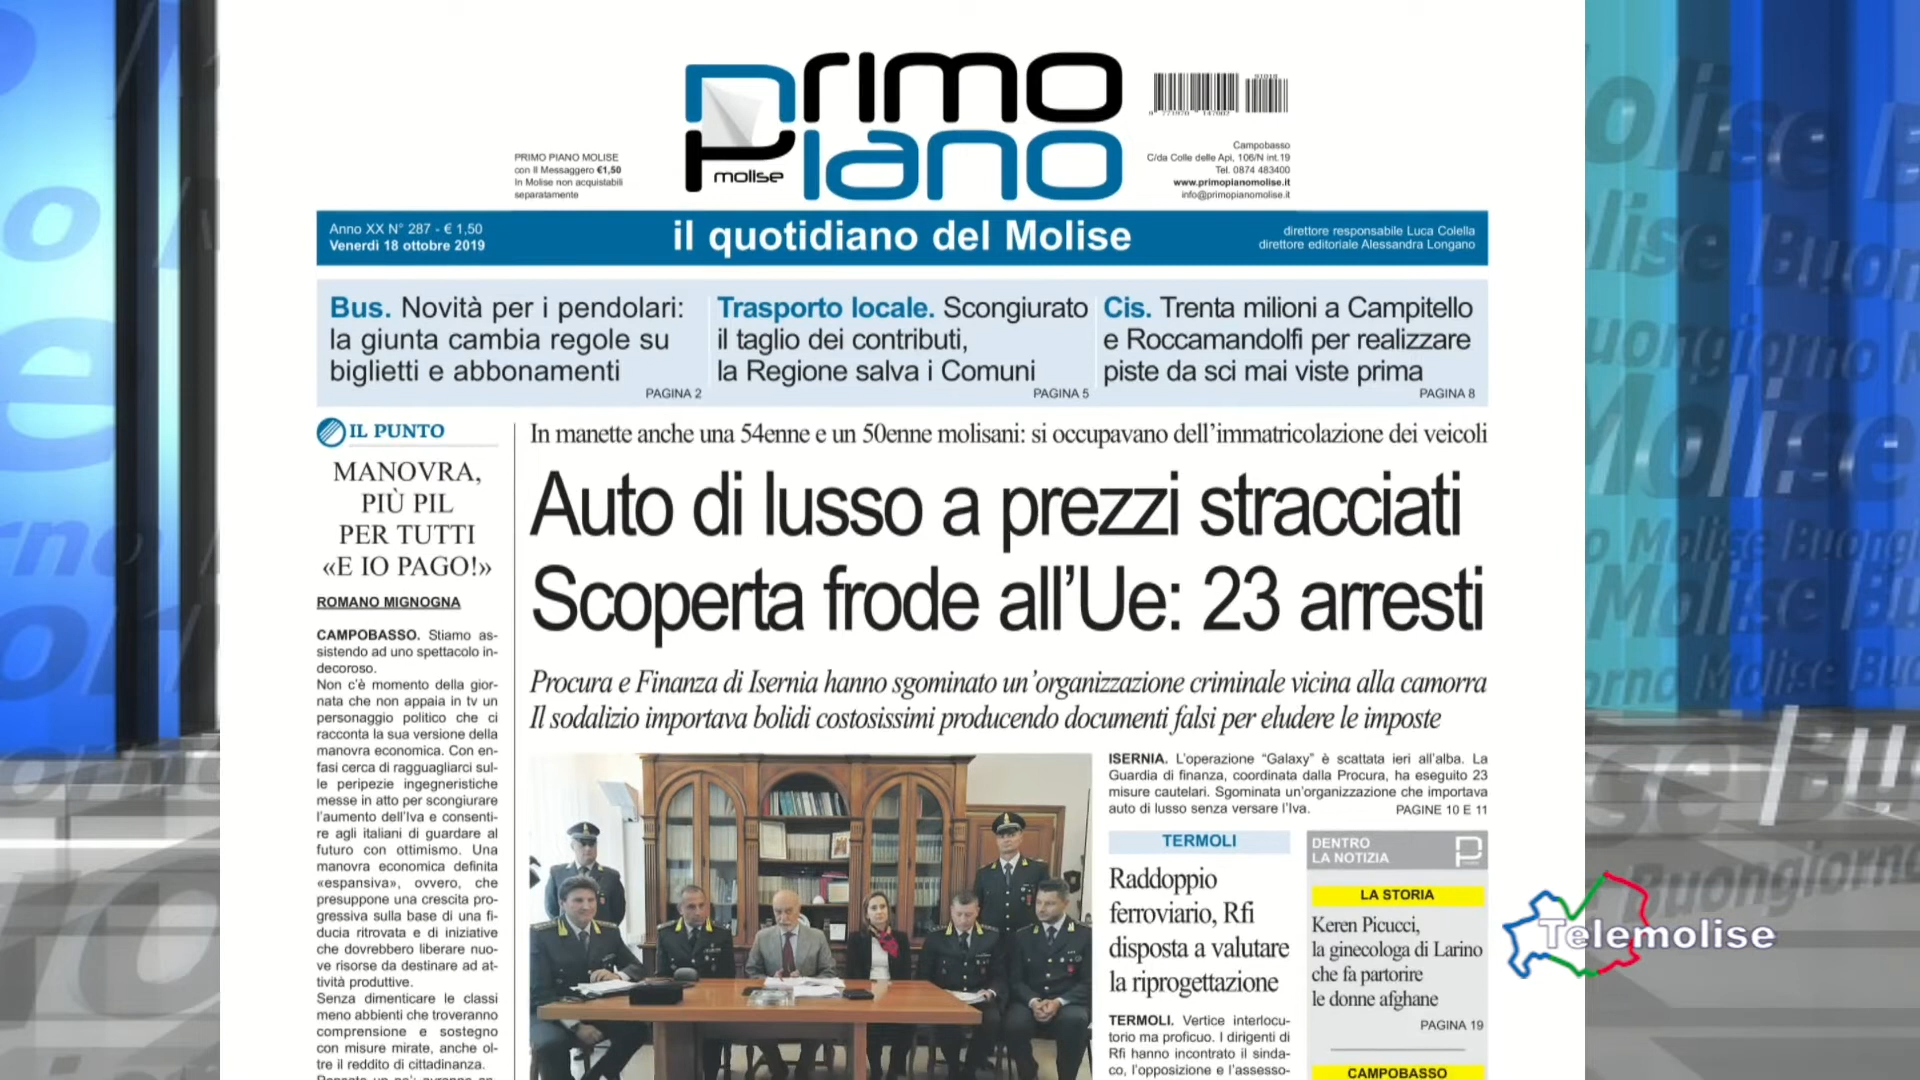 PRIMO
PIANO
molise
PRIMO PIANO MOLISE
con Il Messaggero €1,50
In Molise non acquistabili
separatamente
Campobasso
C/da Colle delle Api, 106/N int.19
Tel. 0874 483400
www.primopianomolise.it
info@primopianomolise.it
Anno XX N° 287 - € 1,50
Venerdì 18 ottobre 2019
il quotidiano del Molise
direttore responsabile Luca Colella
direttore editoriale Alessandra Longano
Bus. Novità per i pendolari:
la giunta cambia regole su
biglietti e abbonamenti
PAGINA 2
Trasporto locale. Scongiurato
il taglio dei contributi,
la Regione salva i Comuni
PAGINA 5
Cis. Trenta milioni a Campitello
e Roccamandolfi per realizzare
piste da sci mai viste prima
PAGINA 8
IL PUNTO
MANOVRA,
PIÙ PIL
PER TUTTI
«E IO PAGO!»
ROMANO MIGNOGNA
CAMPOBASSO. Stiamo as-
sistendo ad uno spettacolo in-
decoroso.
Non c'è momento della gior-
nata che non appaia in tv un
personaggio politico che ci
racconta la sua versione della
manovra economica. Con en-
fasi cerca di ragguagliarci sul-
le peripezie ingegneristiche
messe in atto per scongiurare
l'aumento dell'Iva e consenti-
re agli italiani di guardare al
futuro con ottimismo. Una
manovra economica definita
«espansiva», ovvero, che
presuppone una crescita pro-
gressiva sulla base di una fi-
ducia ritrovata e di iniziative
che dovrebbero liberare nuo-
ve risorse da destinare ad at-
tività produttive.
Senza dimenticare le classi
meno abbienti che troveranno
comprensione e sostegno
con misure mirate, anche ol-
tre il reddito di cittadinanza.
In manette anche una 54enne e un 50enne molisani: si occupavano dell'immatricolazione dei veicoli
Auto di lusso a prezzi stracciati
Scoperta frode all'Ue: 23 arresti
Procura e Finanza di Isernia hanno sgominato un'organizzazione criminale vicina alla camorra
Il sodalizio importava bolidi costosissimi producendo documenti falsi per eludere le imposte
ISERNIA. L'operazione “Galaxy” è scattata ieri all'alba. La
Guardia di finanza, coordinata dalla Procura, ha eseguito 23
misure cautelari. Sgominata un'organizzazione che importava
auto di lusso senza versare l'Iva.
PAGINE 10 E 11
TERMOLI
Raddoppio
ferroviario, Rfi
disposta a valutare
la riprogettazione
TERMOLI. Vertice interlocu-
torio ma proficuo. I dirigenti di
Rfi hanno incontrato il sinda-
co, l'opposizione e l'assesso-
DENTRO
LA NOTIZIA
LA STORIA
Keren Picucci,
la ginecologa di Larino
che fa partorire
le donne afghane
PAGINA 19
CAMPOBASSO
Telemolise